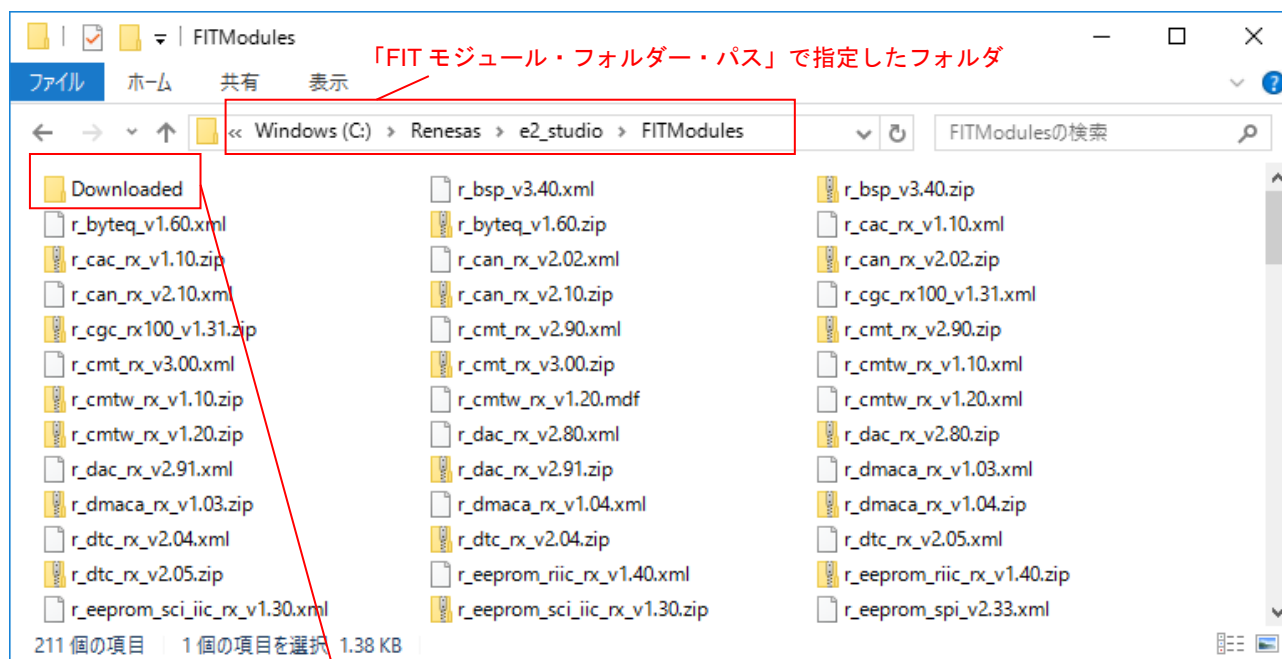 FITModules
「FIT モジュール・フォルダー・パス」で指定したフォルダ
ファイル ホーム 共有 表示
« Windows (C:) > Renesas > e2_studio > FITModules FITModulesの検索
Downloaded r_bsp_v3.40.xml r_bsp_v3.40.zip
r_byteq_v1.60.xml r_byteq_v1.60.zip r_cac_rx_v1.10.xml
r_cac_rx_v1.10.zip r_can_rx_v2.02.xml r_can_rx_v2.02.zip
r_can_rx_v2.10.xml r_can_rx_v2.10.zip r_cgc_rx100_v1.31.xml
r_cgc_rx100_v1.31.zip r_cmt_rx_v2.90.xml r_cmt_rx_v2.90.zip
r_cmt_rx_v3.00.xml r_cmt_rx_v3.00.zip r_cmtw_rx_v1.10.xml
r_cmtw_rx_v1.10.zip r_cmtw_rx_v1.20.mdf r_cmtw_rx_v1.20.xml
r_cmtw_rx_v1.20.zip r_dac_rx_v2.80.xml r_dac_rx_v2.80.zip
r_dac_rx_v2.91.xml r_dac_rx_v2.91.zip r_dmaca_rx_v1.03.xml
r_dmaca_rx_v1.03.zip r_dmaca_rx_v1.04.xml r_dmaca_rx_v1.04.zip
r_dtc_rx_v2.04.xml r_dtc_rx_v2.04.zip r_dtc_rx_v2.05.xml
r_dtc_rx_v2.05.zip r_eeprom_riic_rx_v1.40.xml r_eeprom_riic_rx_v1.40.zip
r_eeprom_sci_iic_rx_v1.30.xml r_eeprom_sci_iic_rx_v1.30.zip r_eeprom_spi_v2.33.xml
211 個の項目 1 個の項目を選択 1.38 KB